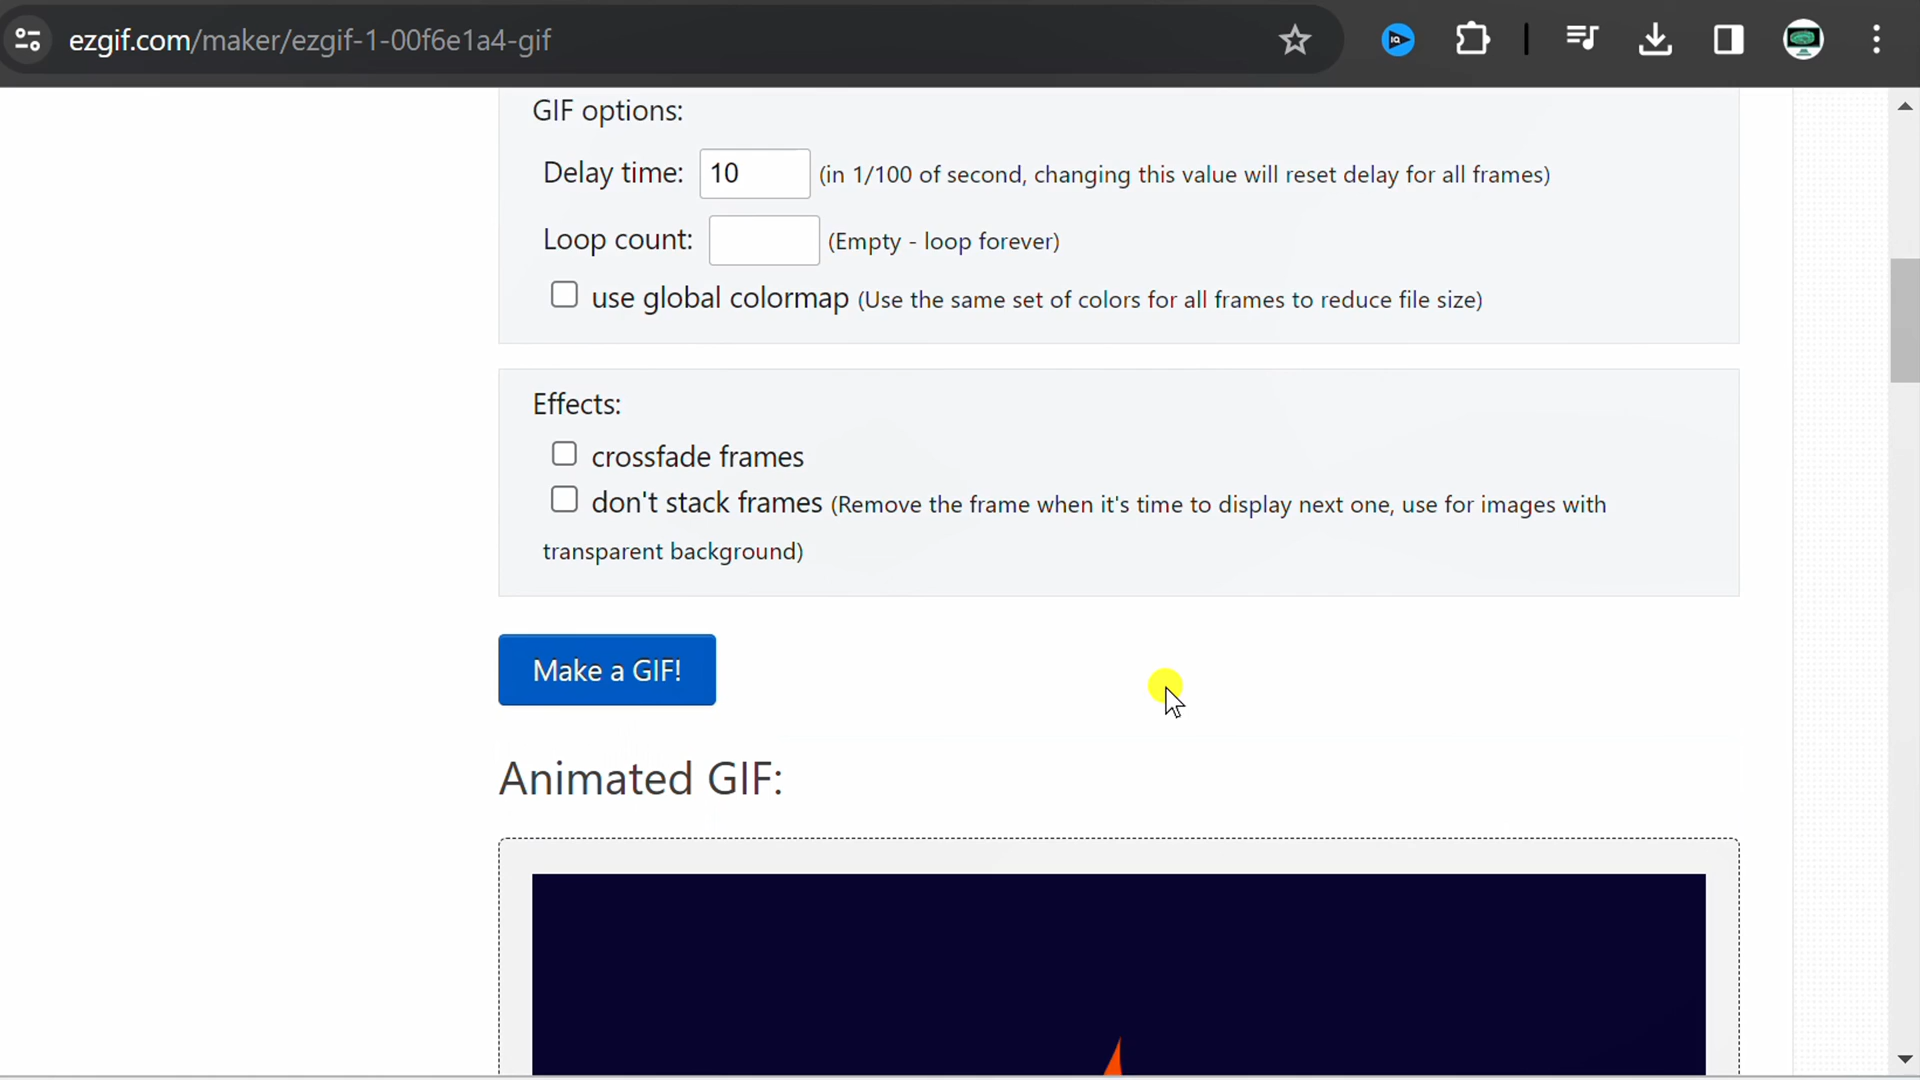 ezgif.com/maker/ezgif-1-00f6e1a4-gif
GIF options:
Delay time: 10 (in 1/100 of second, changing this value will reset delay for all frames)
Loop count: (Empty - loop forever)
use global colormap (Use the same set of colors for all frames to reduce file size)
Effects:
crossfade frames
don't stack frames (Remove the frame when it's time to display next one, use for images with
transparent background)
Make a GIF!
Animated GIF: